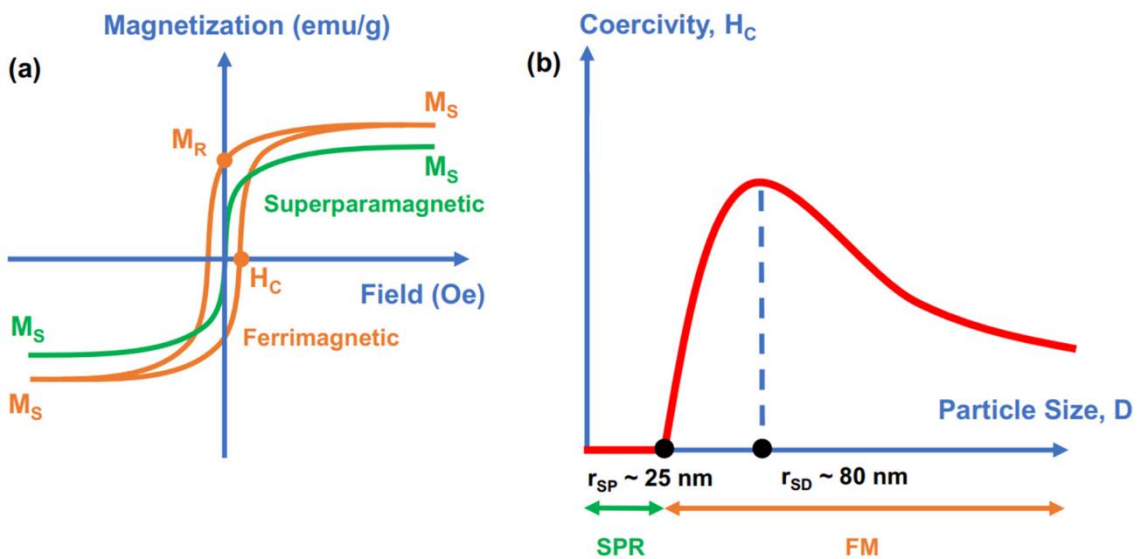 (a)
Magnetization (emu/g)
M_S
M_R
M_S
Superparamagnetic
H_C
Field (Oe)
M_S
Ferrimagnetic
M_S
(b)
Coercivity, H_C
Particle Size, D
r_SP ~ 25 nm
r_SD ~ 80 nm
SPR
FM